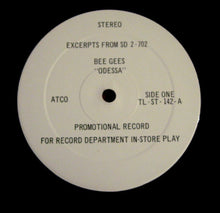 STEREO
EXCERPTS FROM SD 2-702
BEE GEES
"ODESSA"
ATCO
SIDE ONE
TL-ST-142-A
PROMOTIONAL RECORD
FOR RECORD DEPARTMENT IN-STORE PLAY